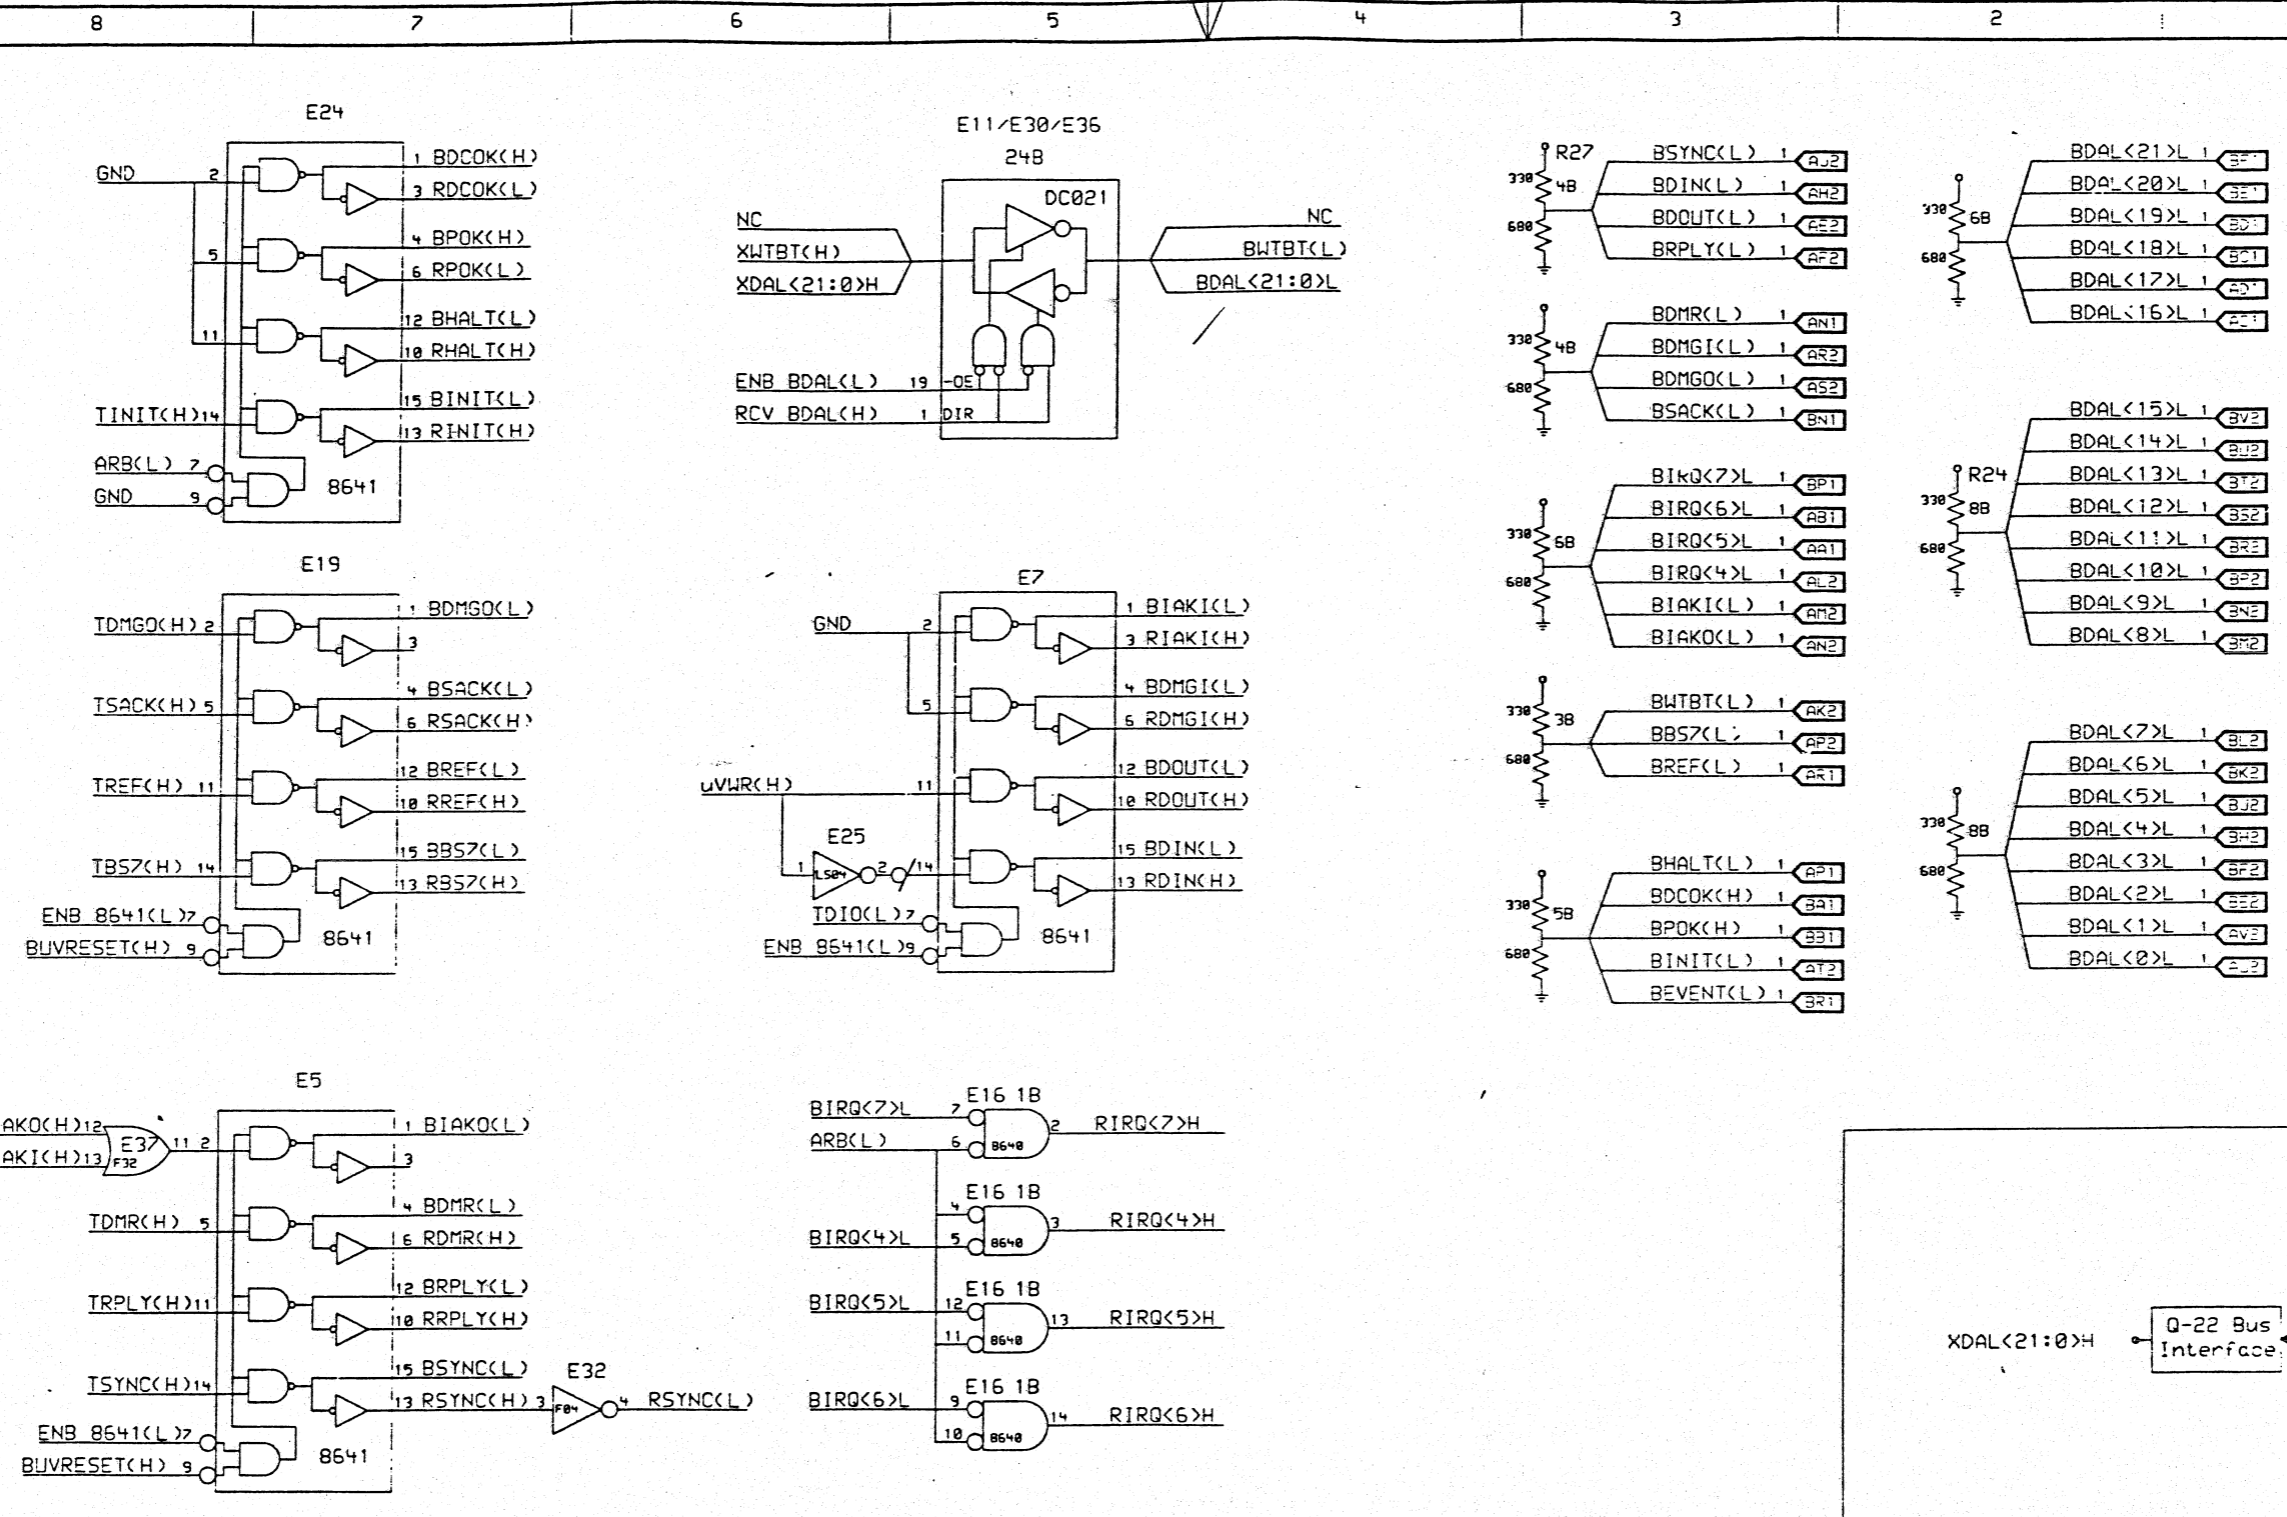 8 7 6 5 4 3 2
E24
GND 2
1 BDCOK(H)
3 RDCOK(L)
5
4 BPOK(H)
6 RPOK(L)
11
12 BHALT(L)
10 RHALT(H)
TINIT(H) 14
15 BINIT(L)
13 RINIT(H)
ARB(L) 7
GND 9
8641
E19
TDMGO(H) 2
1 BDMGO(L)
3
TSACK(H) 5
4 BSACK(L)
6 RSACK(H)
TREF(H) 11
12 BREF(L)
10 RREF(H)
TBS7(H) 14
15 BBS7(L)
13 RBS7(H)
ENB 8641(L) 7
BUVRESET(H) 9
8641
E5
AKO(H) 12
AKI(H) 13
E37
F32
11 2
1 BIAKO(L)
3
TDMR(H) 5
4 BDMR(L)
6 RDMR(H)
TRPLY(H) 11
12 BRPLY(L)
10 RRPLY(H)
TSYNC(H) 14
15 BSYNC(L)
13 RSYNC(H) 3
E32
F04
4 RSYNC(L)
ENB 8641(L) 7
BUVRESET(H) 9
8641
E11/E30/E36
24B
DC021
NC
XWTBT(H)
XDAL<21:0>H
NC
BWTBT(L)
BDAL<21:0>L
ENB BDAL(L) 19 -OE
RCV BDAL(H) 1 DIR
E7
GND 2
1 BIAKI(L)
3 RIAKI(H)
5
4 BDMGI(L)
6 RDMGI(H)
uVWR(H) 11
12 BDOUT(L)
10 RDOUT(H)
E25
1 LS04 2 14
15 BDIN(L)
13 RDIN(H)
TDIO(L) 7
ENB 8641(L) 9
8641
E16 1B
BIRQ<7>L 7
ARB(L) 6
8640
2 RIRQ<7>H
E16 1B
4
BIRQ<4>L 5
8640
3 RIRQ<4>H
E16 1B
BIRQ<5>L 12
11
8640
13 RIRQ<5>H
E16 1B
BIRQ<6>L 9
10
8640
14 RIRQ<6>H
R27
330 4B
680
BSYNC(L) 1 AJ2
BDIN(L) 1 AH2
BDOUT(L) 1 AE2
BRPLY(L) 1 AF2
330 4B
680
BDMR(L) 1 AN1
BDMGI(L) 1 AR2
BDMGO(L) 1 AS2
BSACK(L) 1 BN1
330 6B
680
BIRQ<7>L 1 BP1
BIRQ<6>L 1 AB1
BIRQ<5>L 1 AA1
BIRQ<4>L 1 AL2
BIAKI(L) 1 AM2
BIAKO(L) 1 AN2
330 3B
680
BWTBT(L) 1 AK2
BBS7(L) 1 AP2
BREF(L) 1 AR1
330 5B
680
BHALT(L) 1 AP1
BDCOK(H) 1 BA1
BPOK(H) 1 BB1
BINIT(L) 1 AT2
BEVENT(L) 1 BR1
330 6B
680
BDAL<21>L 1 BF1
BDAL<20>L 1 BE1
BDAL<19>L 1 BD1
BDAL<18>L 1 BC1
BDAL<17>L 1 AD1
BDAL<16>L 1 AC1
R24
330 8B
680
BDAL<15>L 1 BV2
BDAL<14>L 1 BU2
BDAL<13>L 1 BT2
BDAL<12>L 1 BS2
BDAL<11>L 1 BR2
BDAL<10>L 1 BP2
BDAL<9>L 1 BN2
BDAL<8>L 1 BM2
330 8B
680
BDAL<7>L 1 BL2
BDAL<6>L 1 BK2
BDAL<5>L 1 BJ2
BDAL<4>L 1 BH2
BDAL<3>L 1 BF2
BDAL<2>L 1 BE2
BDAL<1>L 1 AV2
BDAL<0>L 1 AU2
XDAL<21:0>H
Q-22 Bus
Interface